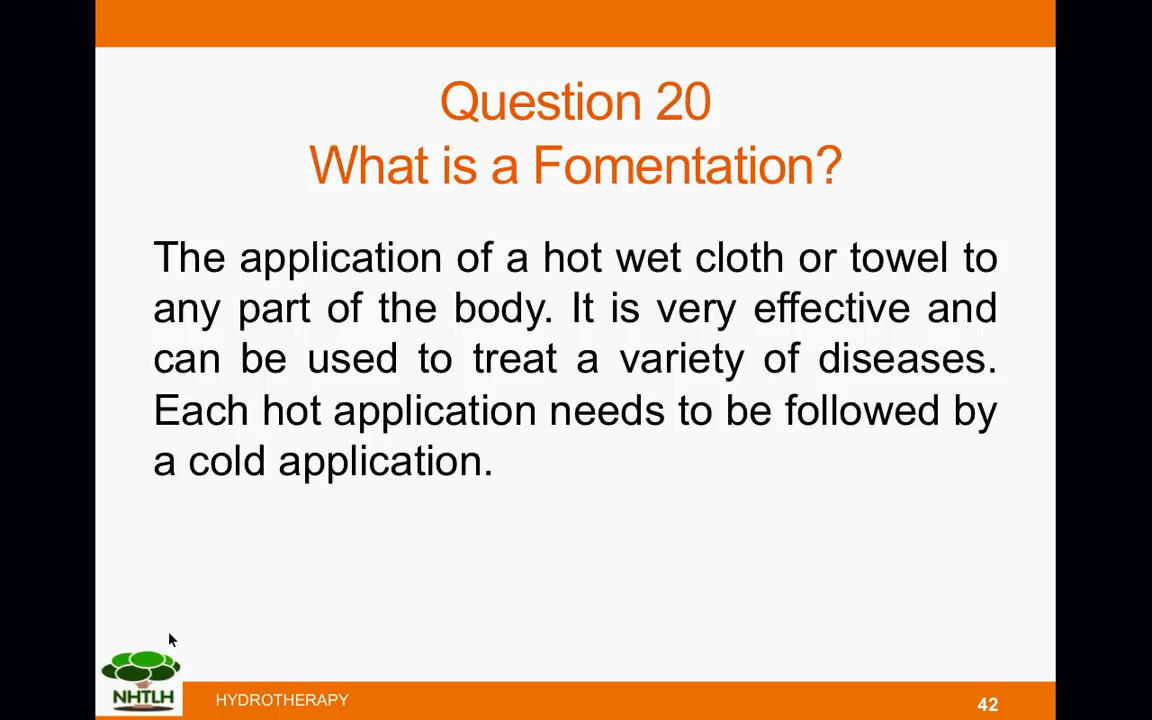 Question 20
What is a Fomentation?
The application of a hot wet cloth or towel to
any part of the body. It is very effective and
can be used to treat a variety of diseases.
Each hot application needs to be followed by
a cold application.
NHTLH
HYDROTHERAPY
42